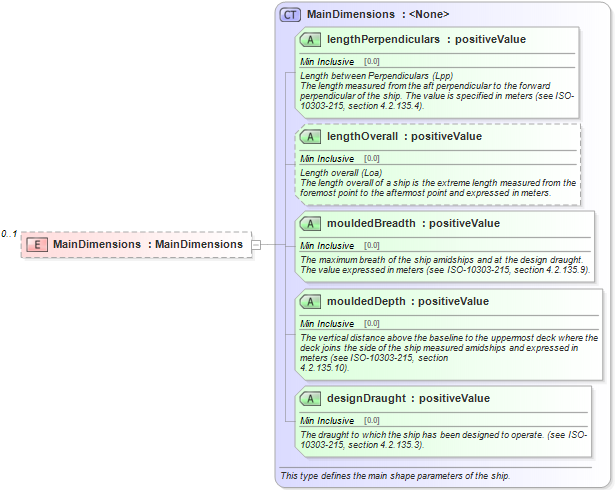 CT MainDimensions : <None>
A lengthPerpendiculars : positiveValue
Min Inclusive [0.0]
Length between Perpendiculars (Lpp)
The length measured from the aft perpendicular to the forward
perpendicular of the ship. The value is specified in meters (see ISO-
10303-215, section 4.2.135.4).
A lengthOverall : positiveValue
Min Inclusive [0.0]
Length overall (Loa)
The length overall of a ship is the extreme length measured from the
foremost point to the aftermost point and expressed in meters.
0..1
E MainDimensions : MainDimensions
A mouldedBreadth : positiveValue
Min Inclusive [0.0]
The maximum breath of the ship amidships and at the design draught.
The value expressed in meters (see ISO-10303-215, section 4.2.135.9).
A mouldedDepth : positiveValue
Min Inclusive [0.0]
The vertical distance above the baseline to the uppermost deck where the
deck joins the side of the ship measured amidships and expressed in
meters (see ISO-10303-215, section
4.2.135.10).
A designDraught : positiveValue
Min Inclusive [0.0]
The draught to which the ship has been designed to operate. (see ISO-
10303-215, section 4.2.135.3).
This type defines the main shape parameters of the ship.